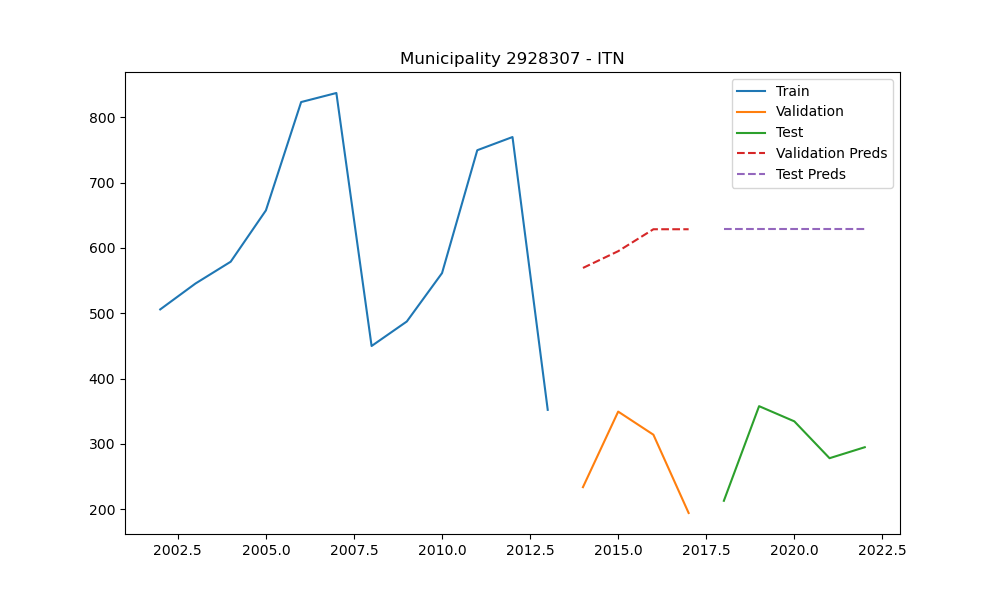 Municipality 2928307 - ITN
Train
Validation
Test
Validation Preds
Test Preds
800
700
600
500
400
300
200
2002.5 2005.0 2007.5 2010.0 2012.5 2015.0 2017.5 2020.0 2022.5